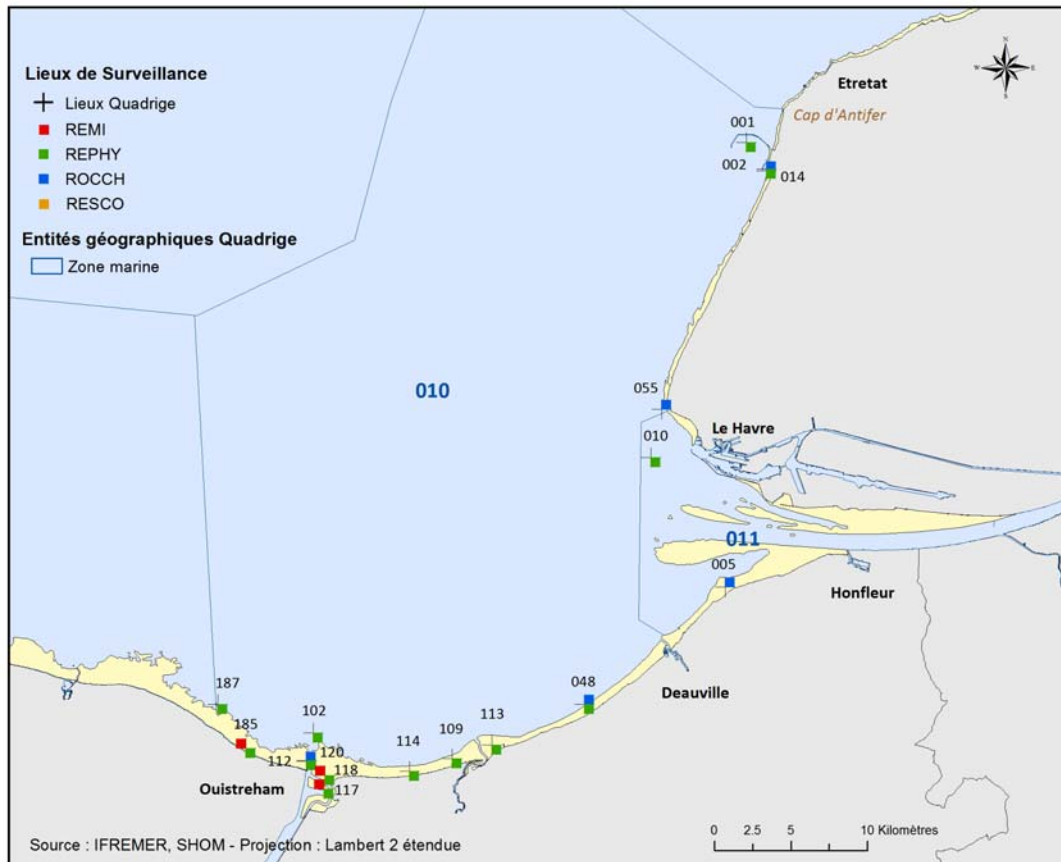 N
W E
S
Lieux de Surveillance
Lieux Quadrige
REMI
REPHY
ROCCH
RESCO
Entités géographiques Quadrige
Zone marine
Etretat
Cap d'Antifer
001
002
014
010
055
Le Havre
010
011
005
Honfleur
Deauville
048
187
102
113
109
185
114
120
112
118
Ouistreham
117
Source : IFREMER, SHOM - Projection : Lambert 2 étendue
0 2.5 5 10 Kilomètres